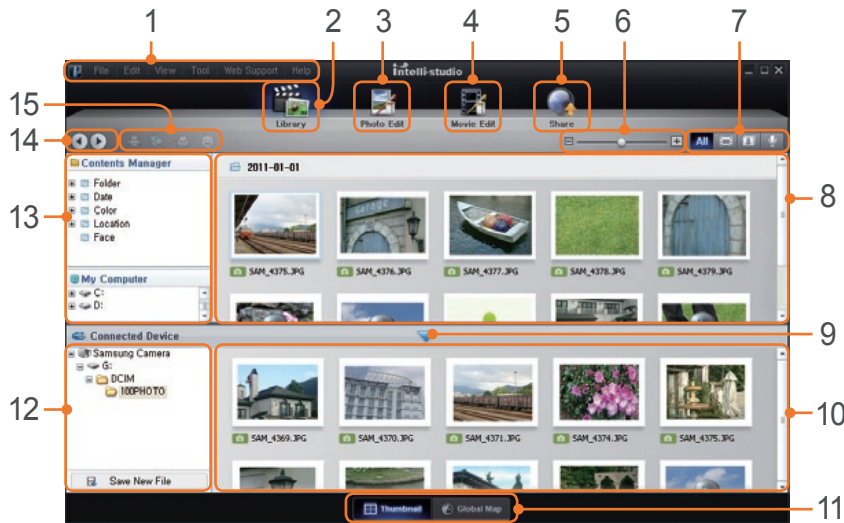 1 2 3 4 5 6 7
File Edit View Tool Web Support Help
intelli-studio
Library Photo Edit Movie Edit Share
15
14
All
Contents Manager
2011-01-01
8
13
Folder
Date
Color
Location
Face
Garage
SAM_4375.JPG SAM_4376.JPG SAM_4377.JPG SAM_4378.JPG SAM_4379.JPG
My Computer
C:
D:
Connected Device
9
Samsung Camera
G:
DCIM
100PHOTO
12
10
SAM_4369.JPG SAM_4370.JPG SAM_4371.JPG SAM_4374.JPG SAM_4375.JPG
Save New File
Thumbnail Global Map
11